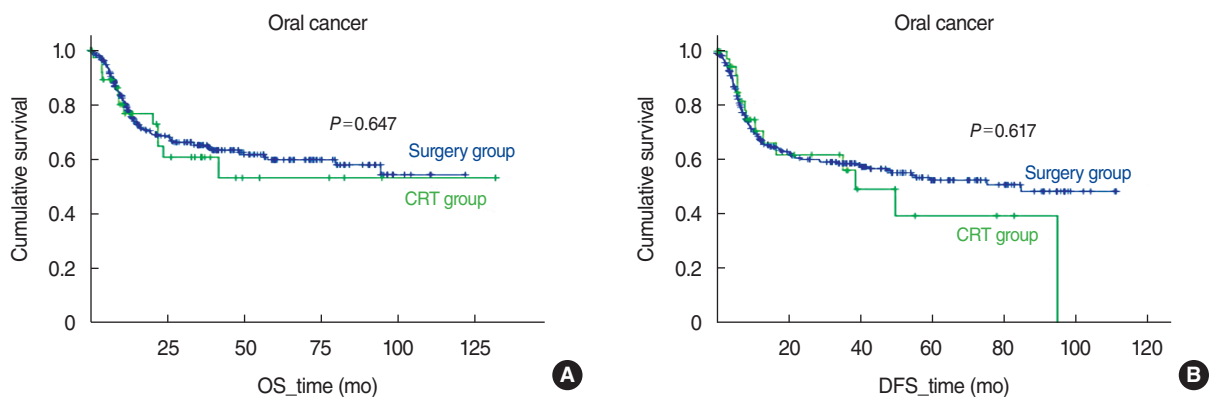 Oral cancer
1.0
0.8
0.6
0.4
0.2
0
Cumulative survival
P=0.647
Surgery group
CRT group
25 50 75 100 125
OS_time (mo)
A
Oral cancer
1.0
0.8
0.6
0.4
0.2
0
Cumulative survival
P=0.617
Surgery group
CRT group
20 40 60 80 100 120
DFS_time (mo)
B